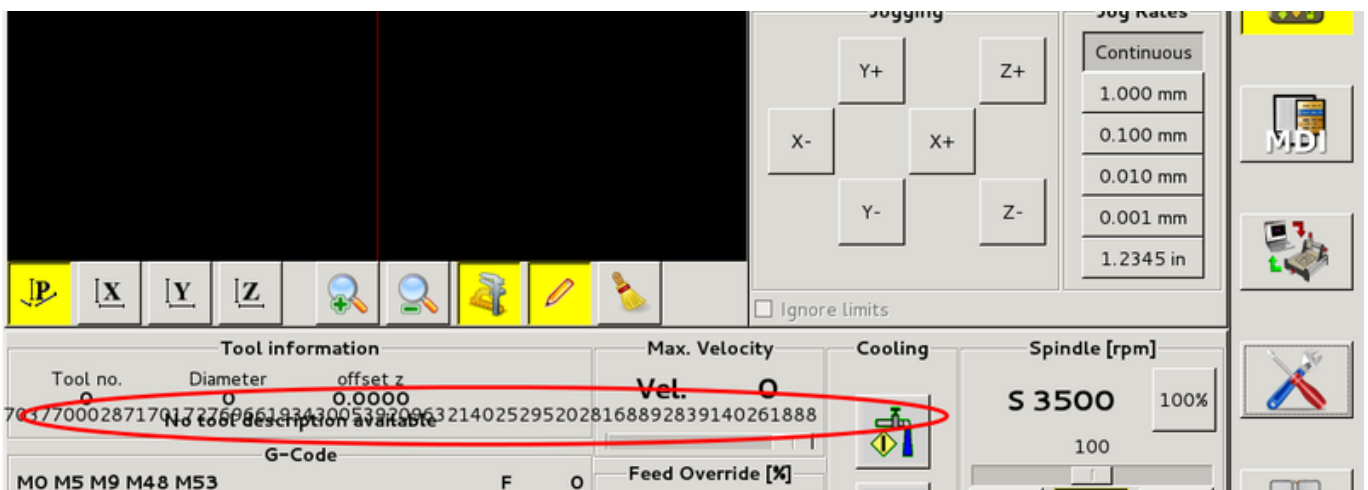 Jogging
Jog Rates
Continuous
Y+
Z+
1.000 mm
X-
X+
0.100 mm
MDI
0.010 mm
Y-
Z-
0.001 mm
1.2345 in
P
X
Y
Z
Ignore limits
Tool information
Max. Velocity
Cooling
Spindle [rpm]
Tool no.
Diameter
offset z
Vel.
0
0
0
0.0000
S 3500
100%
No tool description available
100
G-Code
Feed Override [%]
M0 M5 M9 M48 M53
F
0